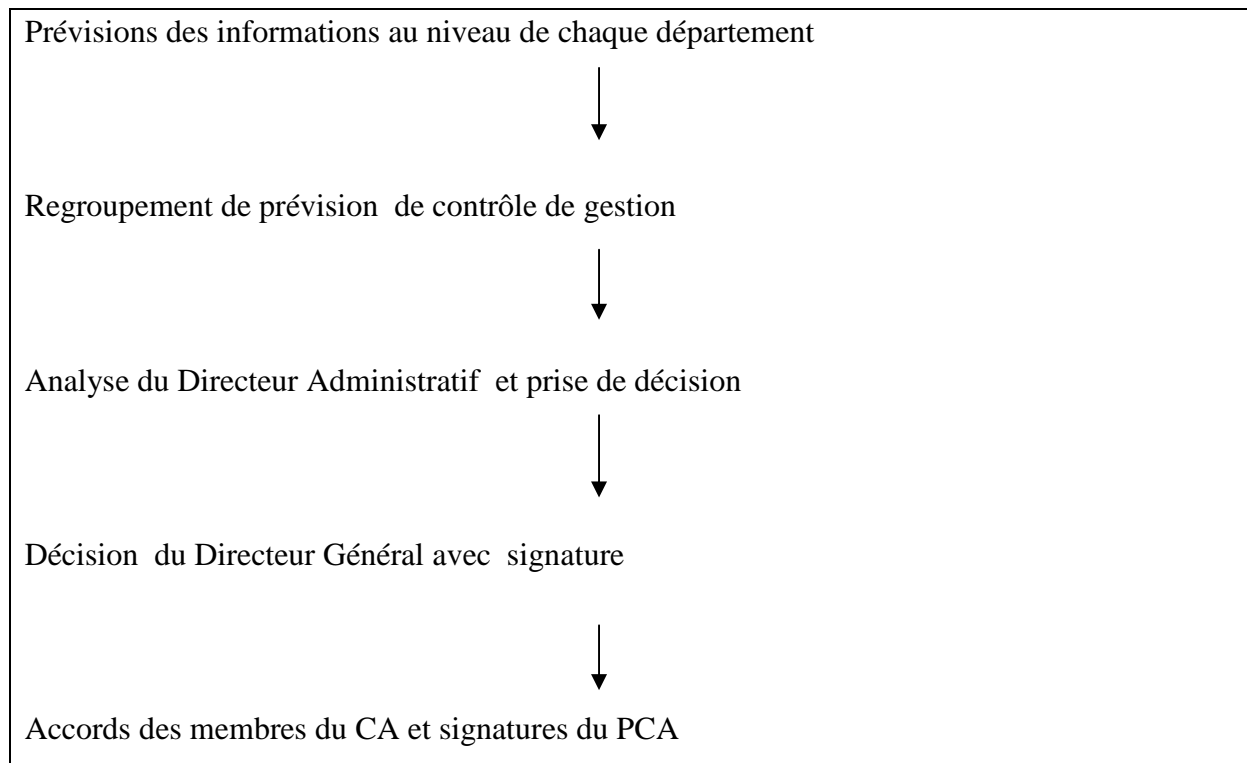 Prévisions des informations au niveau de chaque département
Regroupement de prévision de contrôle de gestion
Analyse du Directeur Administratif et prise de décision
Décision du Directeur Général avec signature
Accords des membres du CA et signatures du PCA